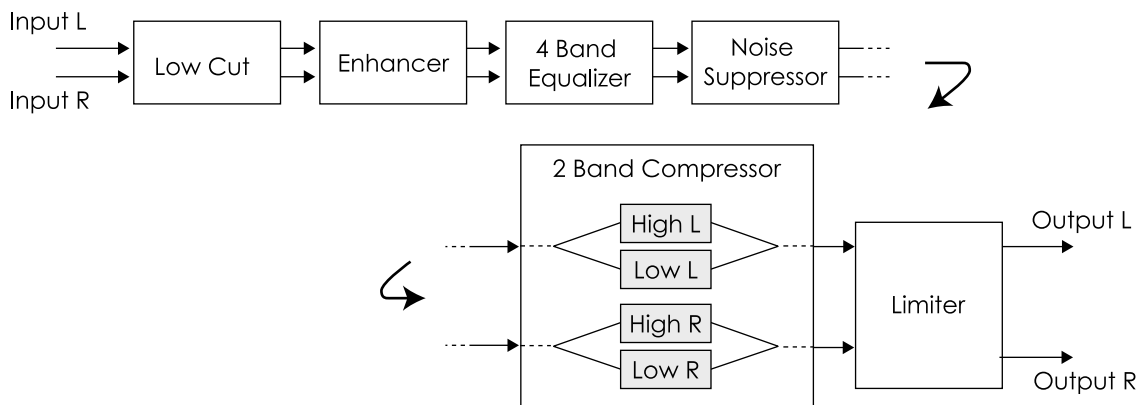 Input L
Input R
Low Cut
Enhancer
4 Band
Equalizer
Noise
Suppressor
2 Band Compressor
High L
Low L
High R
Low R
Limiter
Output L
Output R